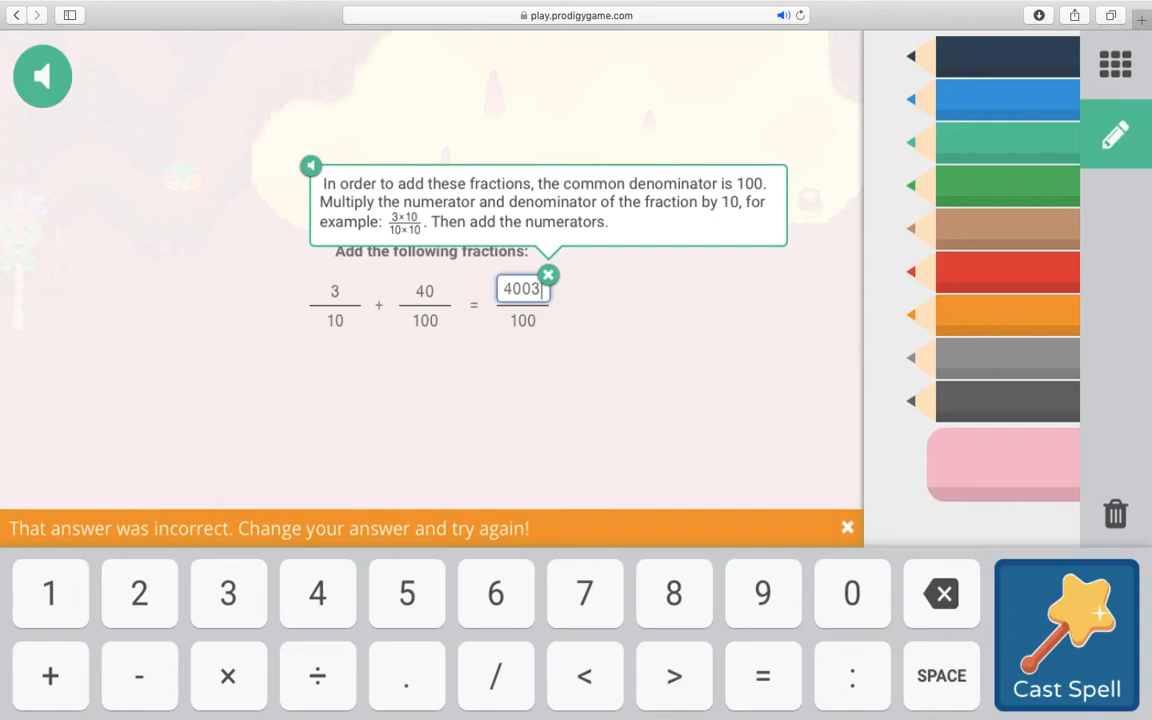 play.prodigygame.com
In order to add these fractions, the common denominator is 100.
Multiply the numerator and denominator of the fraction by 10, for
example: 3×10/10×10. Then add the numerators.
Add the following fractions:
3/10 + 40/100 = 4003/100
That answer was incorrect. Change your answer and try again!
1 2 3 4 5 6 7 8 9 0
+ - × ÷ . / < > = : SPACE
Cast Spell